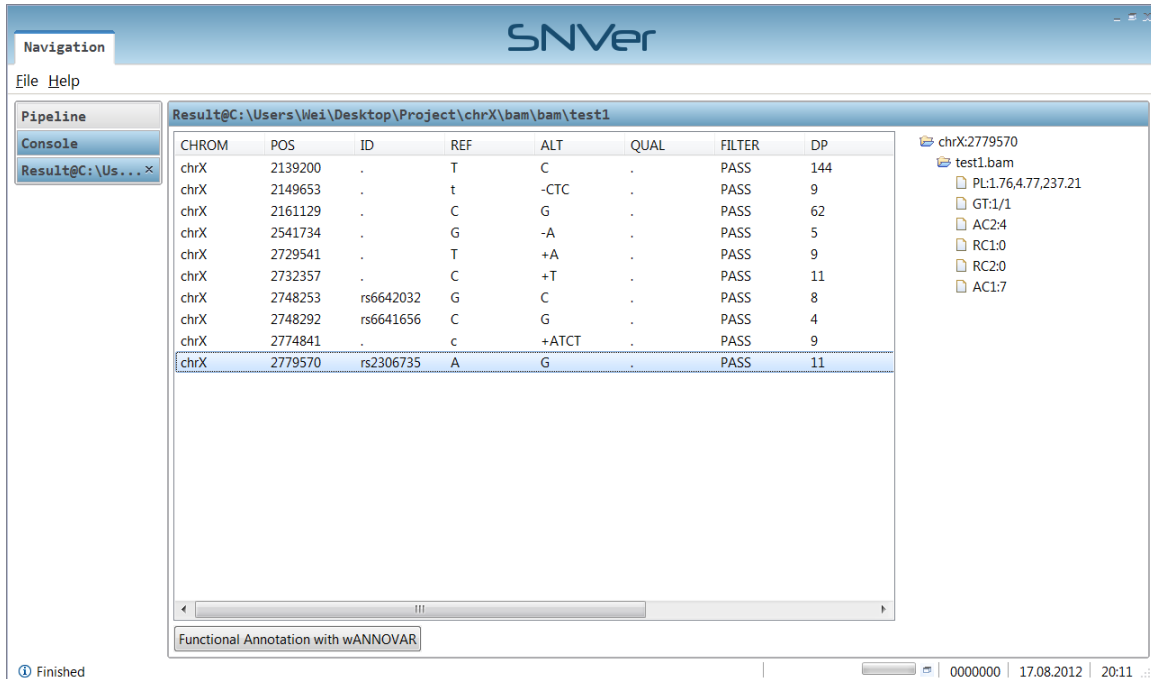 SNVer
Navigation
File Help
Pipeline
Console
Result@C:\Us...
Result@C:\Users\Wei\Desktop\Project\chrX\bam\bam\test1
CHROM POS ID REF ALT QUAL FILTER DP
chrX 2139200 . T C . PASS 144
chrX 2149653 . t -CTC . PASS 9
chrX 2161129 . C G . PASS 62
chrX 2541734 . G -A . PASS 5
chrX 2729541 . T +A . PASS 9
chrX 2732357 . C +T . PASS 11
chrX 2748253 rs6642032 G C . PASS 8
chrX 2748292 rs6641656 C G . PASS 4
chrX 2774841 . c +ATCT . PASS 9
chrX 2779570 rs2306735 A G . PASS 11
chrX:2779570
test1.bam
PL:1.76,4.77,237.21
GT:1/1
AC2:4
RC1:0
RC2:0
AC1:7
Functional Annotation with wANNOVAR
Finished
0000000 17.08.2012 20:11